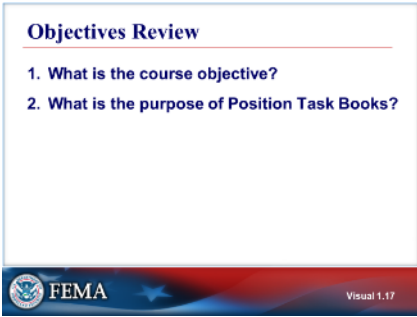 Objectives Review
1. What is the course objective?
2. What is the purpose of Position Task Books?
FEMA
Visual 1.17